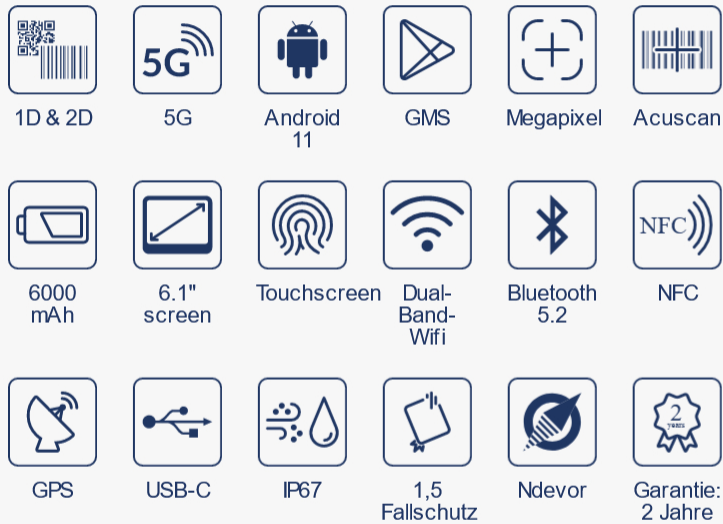 5G
1D & 2D
5G
Android
11
GMS
Megapixel
Acuscan
NFC
6000
mAh
6.1"
screen
Touchscreen
Dual-
Band-
Wifi
Bluetooth
5.2
NFC
2
years
GPS
USB-C
IP67
1,5
Fallschutz
Ndevor
Garantie:
2 Jahre